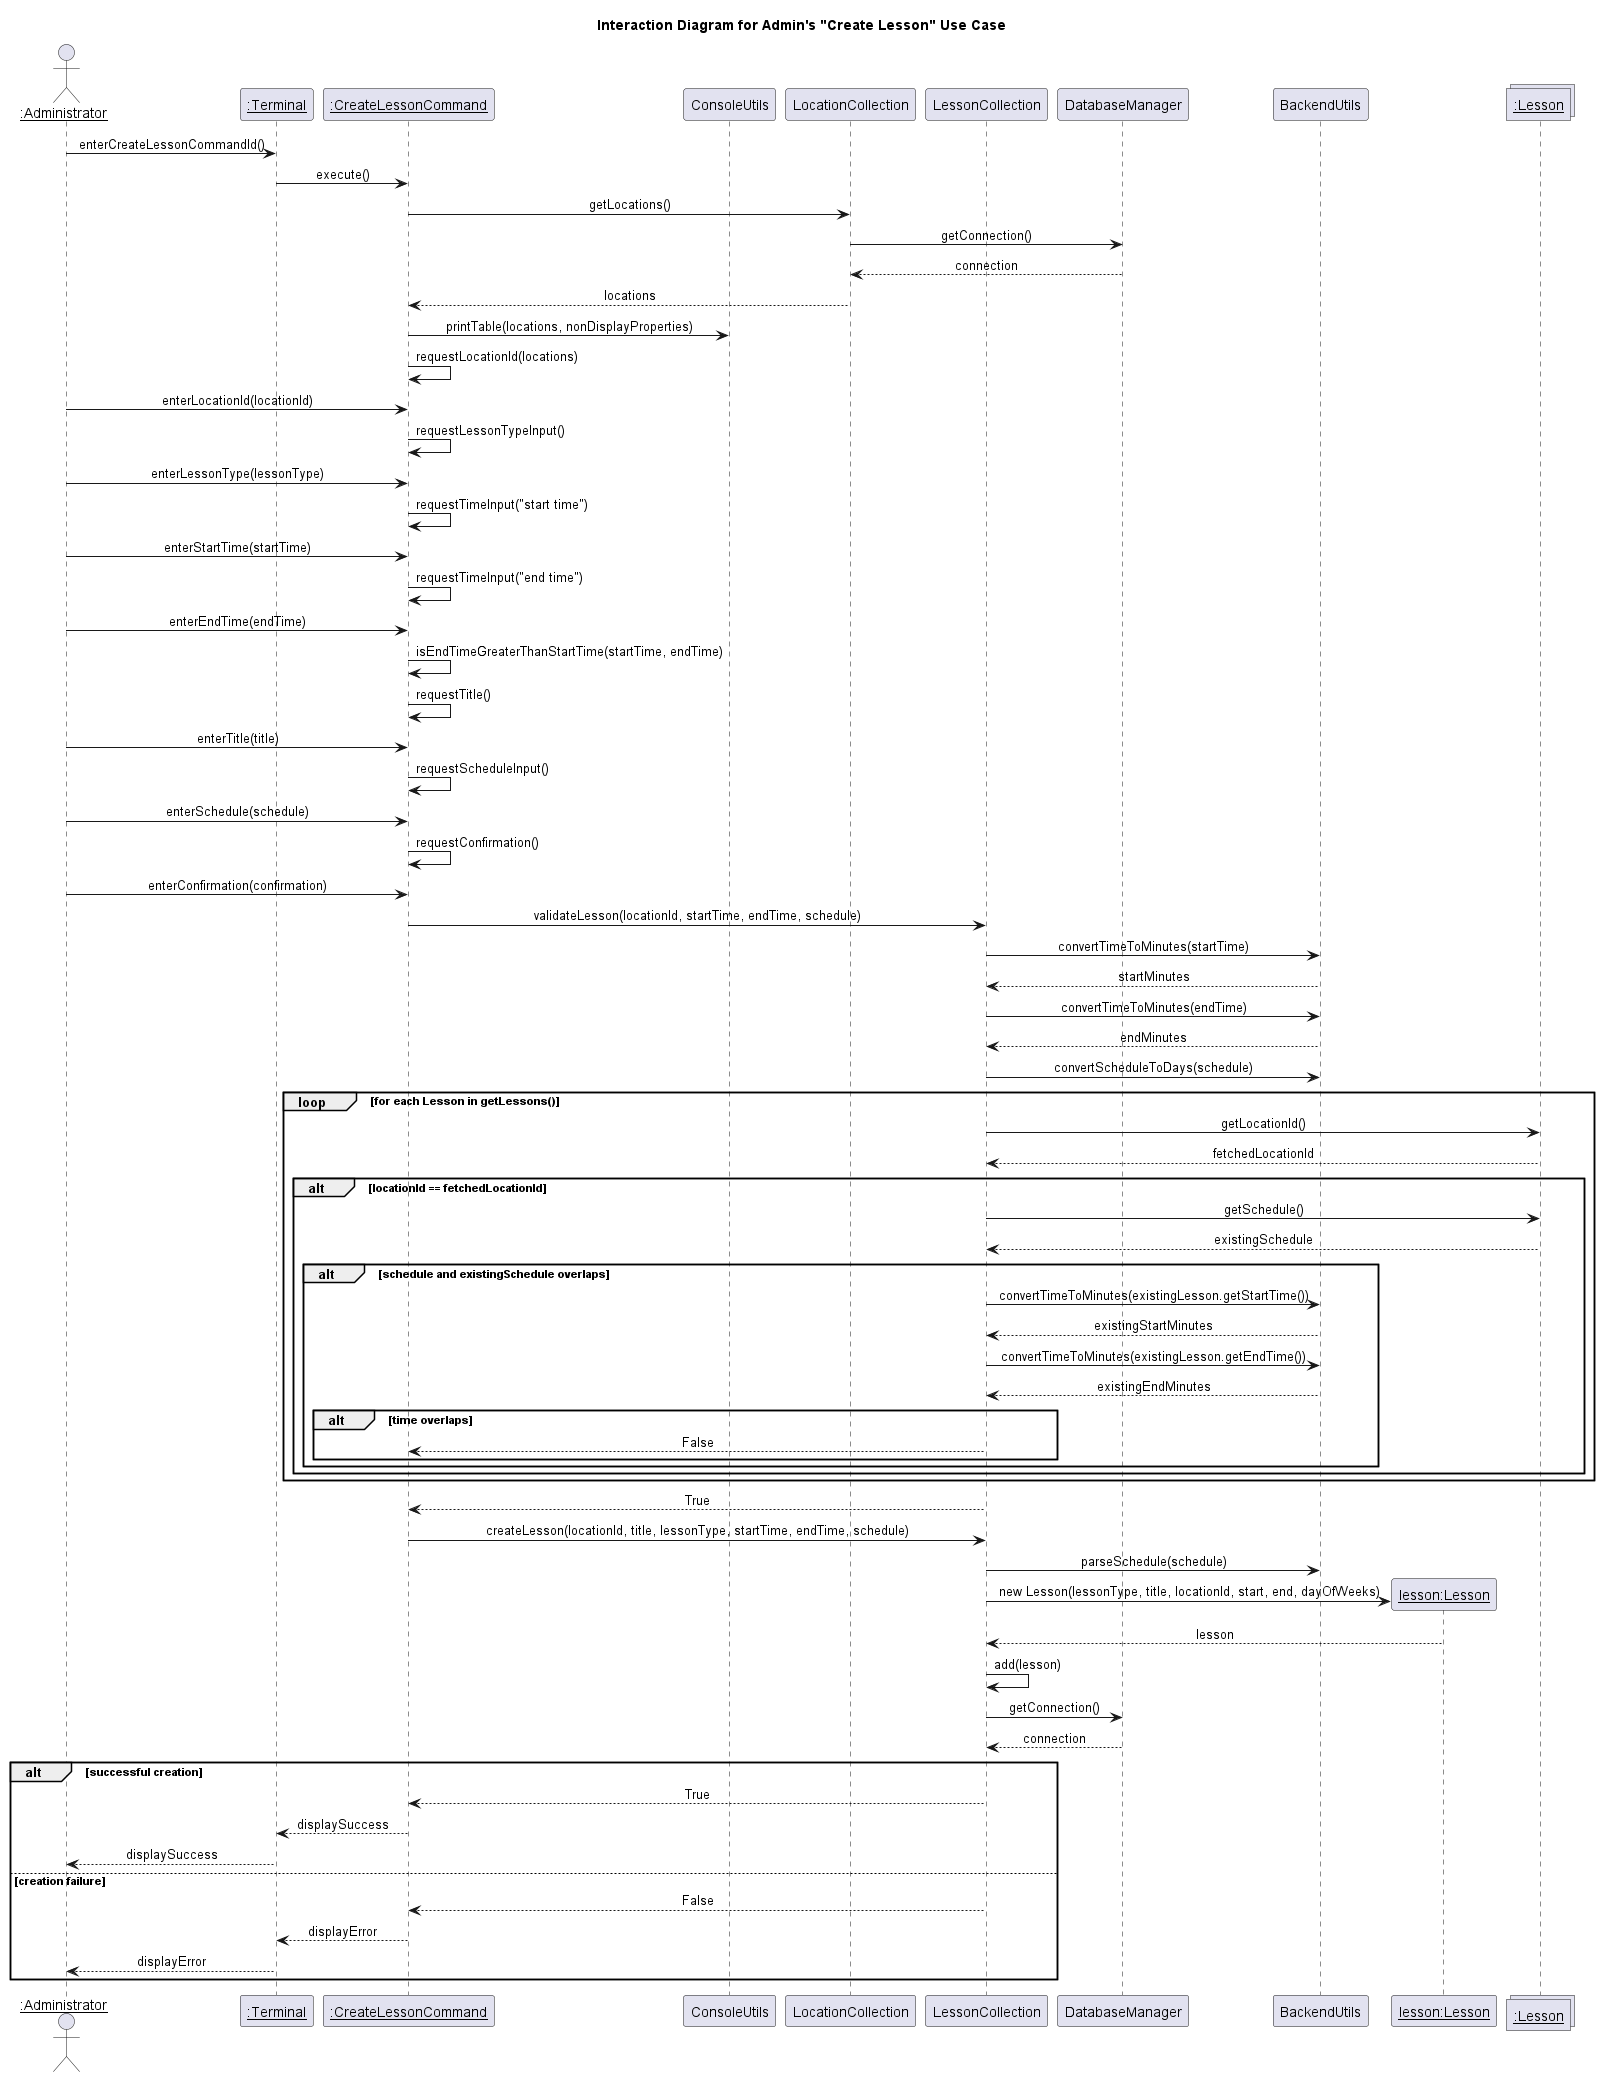 Interaction Diagram for Admin's "Create Lesson" Use Case
:Administrator
:Terminal
:CreateLessonCommand
ConsoleUtils
LocationCollection
LessonCollection
DatabaseManager
BackendUtils
:Lesson
enterCreateLessonCommandId()
execute()
getLocations()
getConnection()
connection
locations
printTable(locations, nonDisplayProperties)
requestLocationId(locations)
enterLocationId(locationId)
requestLessonTypeInput()
enterLessonType(lessonType)
requestTimeInput("start time")
enterStartTime(startTime)
requestTimeInput("end time")
enterEndTime(endTime)
isEndTimeGreaterThanStartTime(startTime, endTime)
requestTitle()
enterTitle(title)
requestScheduleInput()
enterSchedule(schedule)
requestConfirmation()
enterConfirmation(confirmation)
validateLesson(locationId, startTime, endTime, schedule)
convertTimeToMinutes(startTime)
startMinutes
convertTimeToMinutes(endTime)
endMinutes
convertScheduleToDays(schedule)
loop [for each Lesson in getLessons()]
getLocationId()
fetchedLocationId
alt [locationId == fetchedLocationId]
getSchedule()
existingSchedule
alt [schedule and existingSchedule overlaps]
convertTimeToMinutes(existingLesson.getStartTime())
existingStartMinutes
convertTimeToMinutes(existingLesson.getEndTime())
existingEndMinutes
alt [time overlaps]
False
True
createLesson(locationId, title, lessonType, startTime, endTime, schedule)
parseSchedule(schedule)
new Lesson(lessonType, title, locationId, start, end, dayOfWeeks)
lesson:Lesson
lesson
add(lesson)
getConnection()
connection
alt [successful creation]
True
displaySuccess
displaySuccess
[creation failure]
False
displayError
displayError
:Administrator
:Terminal
:CreateLessonCommand
ConsoleUtils
LocationCollection
LessonCollection
DatabaseManager
BackendUtils
lesson:Lesson
:Lesson